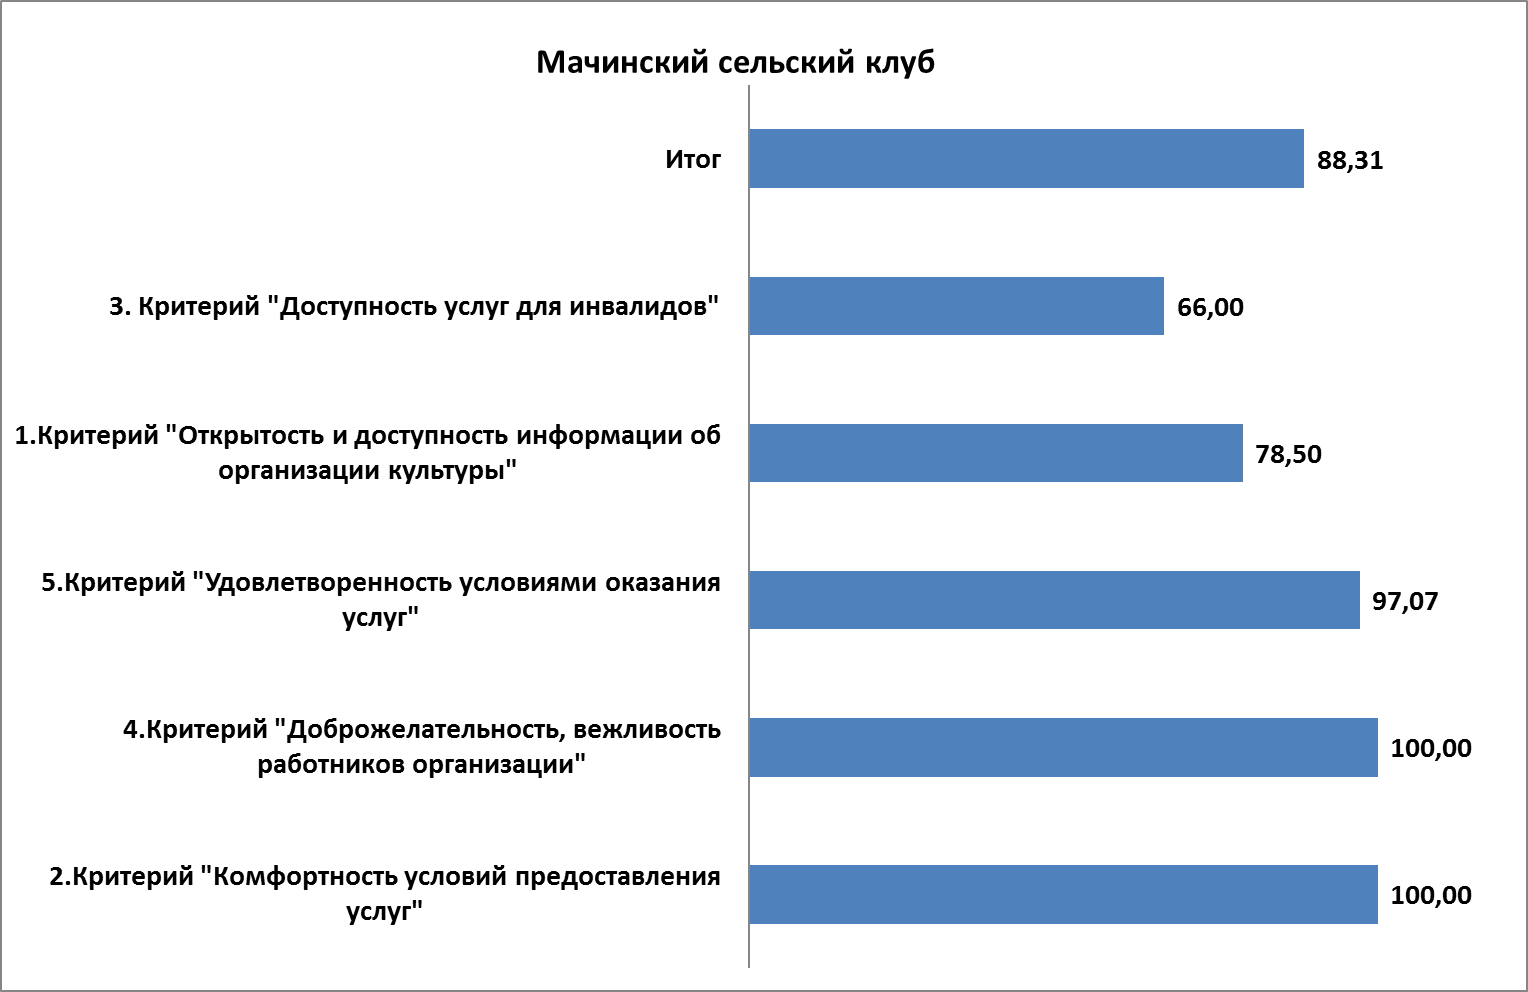 Мачинский сельский клуб
Итог
88,31
3. Критерий "Доступность услуг для инвалидов"
66,00
1.Критерий "Открытость и доступность информации об
организации культуры"
78,50
5.Критерий "Удовлетворенность условиями оказания
услуг"
97,07
4.Критерий "Доброжелательность, вежливость
работников организации"
100,00
2.Критерий "Комфортность условий предоставления
услуг"
100,00